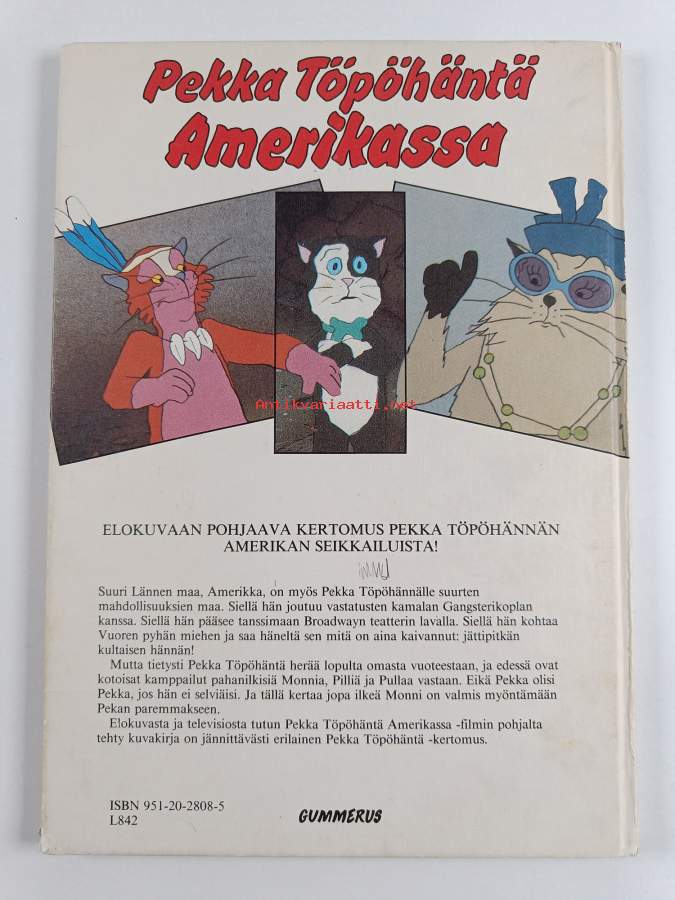 Pekka Töpöhäntä
Amerikassa
Antikvariaatti.net
ELOKUVAAN POHJAAVA KERTOMUS PEKKA TÖPÖHÄNNÄN
AMERIKAN SEIKKAILUISTA!
Suuri Lännen maa, Amerikka, on myös Pekka Töpöhännälle suurten
mahdollisuuksien maa. Siellä hän joutuu vastatusten kamalan Gangsterikoplan
kanssa. Siellä hän pääsee tanssimaan Broadwayn teatterin lavalla. Siellä hän kohtaa
Vuoren pyhän miehen ja saa häneltä sen mitä on aina kaivannut: jättipitkän
kultaisen hännän!
Mutta tietysti Pekka Töpöhäntä herää lopulta omasta vuoteestaan, ja edessä ovat
kotoisat kamppailut pahanilkisiä Monnia, Pilliä ja Pullaa vastaan. Eikä Pekka olisi
Pekka, jos hän ei selviäisi. Ja tällä kertaa jopa ilkeä Monni on valmis myöntämään
Pekan paremmakseen.
Elokuvasta ja televisiosta tutun Pekka Töpöhäntä Amerikassa -filmin pohjalta
tehty kuvakirja on jännittävästi erilainen Pekka Töpöhäntä -kertomus.
ISBN 951-20-2808-5
L842
GUMMERUS